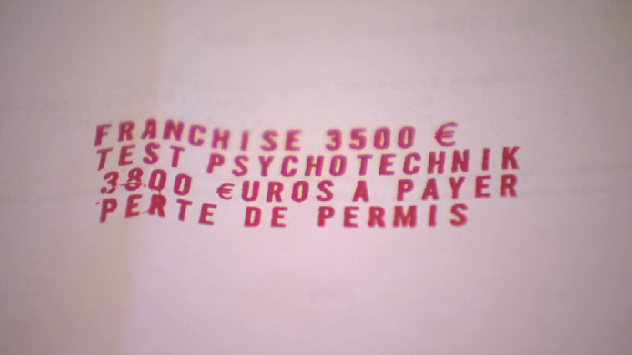 FRANCHISE 3500 €
TEST PSYCHOTECHNIK
3800 €UROS A PAYER
PERTE DE PERMIS